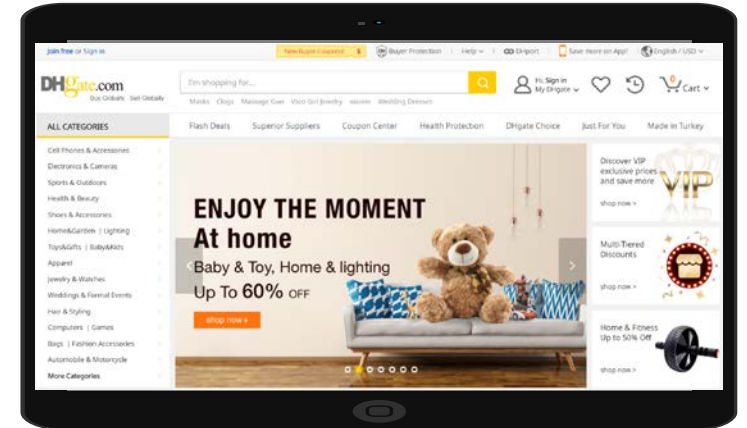 Join free or Sign in
New Buyer Coupons! $
Buyer Protection
Help
DHport
Save more on App!
English / USD
DHgate.com
Buy Globally Sell Globally
I'm shopping for...
Hi, Sign in
My DHgate
0
Cart
Masks Clogs Massage Gun Vsco Girl Jewelry Wedding Dresses
ALL CATEGORIES
Flash Deals Superior Suppliers Coupon Center Health Protection DHgate Choice Just For You Made in Turkey
Cell Phones & Accessories
Electronics & Cameras
Sports & Outdoors
Health & Beauty
Shoes & Accessories
Home&Garden | Lighting
Toys&Gifts | Baby&Kids
Apparel
Jewelry & Watches
Weddings & Formal Events
Hair & Styling
Computers | Games
Bags | Fashion Accessories
Automobile & Motorcycle
More Categories
ENJOY THE MOMENT
At home
Baby & Toy, Home & lighting
Up To 60% OFF
shop now
Discover VIP
exclusive prices
and save more
shop now >
VIP
Multi-Tiered
Discounts
shop now >
Home & Fitness
Up to 50% Off
shop now >